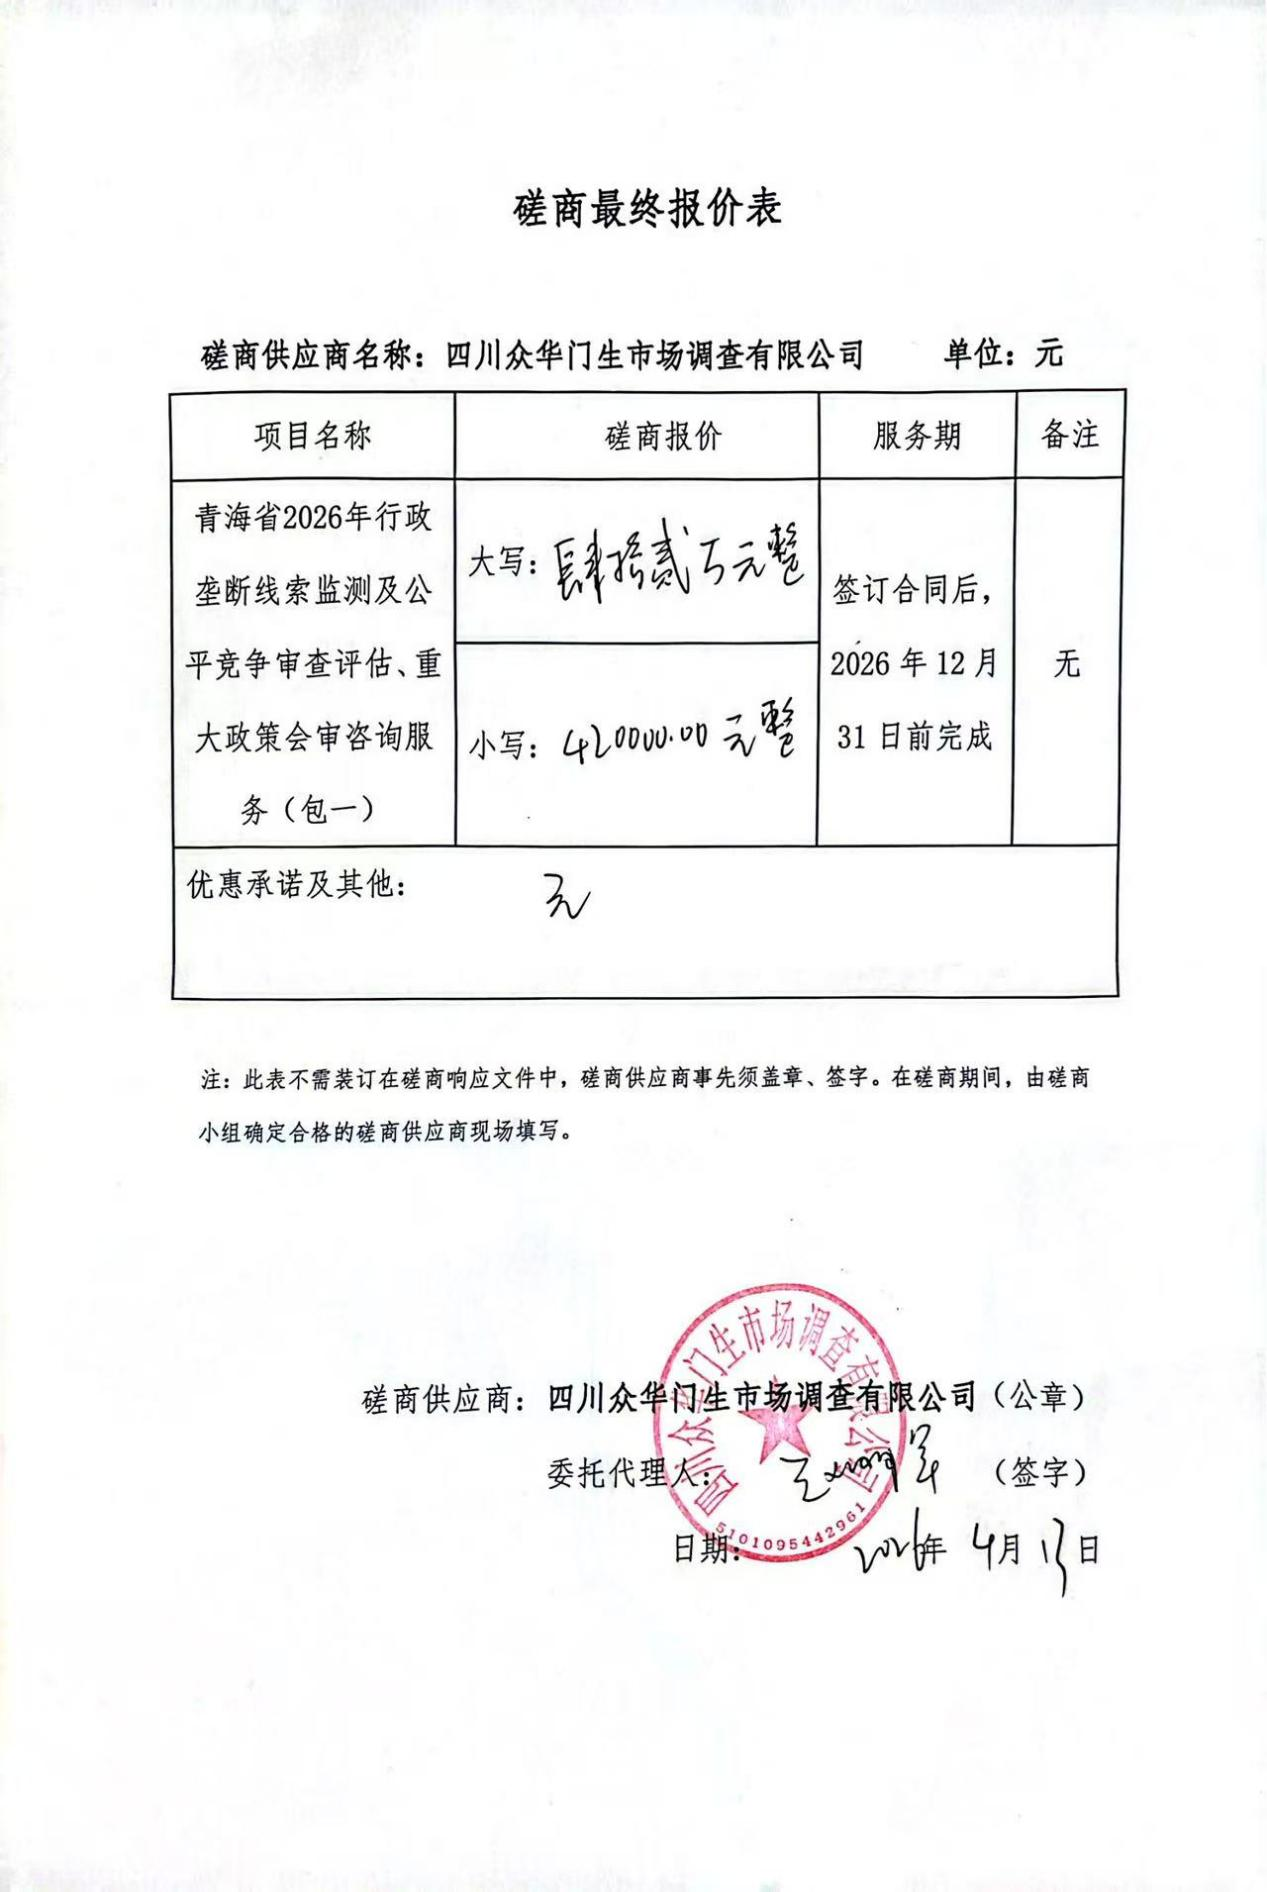 磋商最终报价表
磋商供应商名称：四川众华门生市场调查有限公司 单位：元
项目名称 磋商报价 服务期 备注
青海省2026年行政
垄断线索监测及公
平竞争审查评估、重
大政策会审咨询服
务（包一）
大写：肆拾贰万元整
小写：420000.00元整
签订合同后，
2026年12月
31日前完成
无
优惠承诺及其他： 无
注：此表不需装订在磋商响应文件中，磋商供应商事先须盖章、签字。在磋商期间，由磋商
小组确定合格的磋商供应商现场填写。
磋商供应商：四川众华门生市场调查有限公司（公章）
委托代理人： （签字）
日期： 2026年4月13日
四川众华门生市场调查有限公司
5101095442961